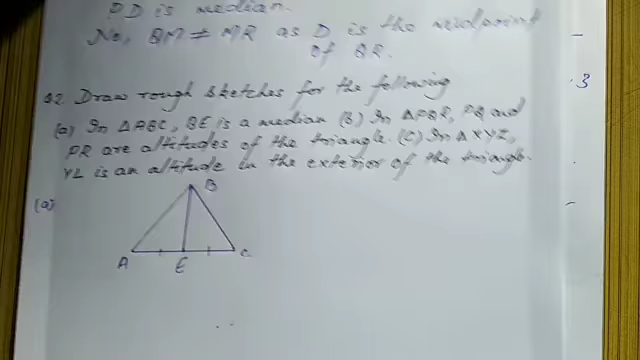 PD is median.
No, QM ≠ MR as D is the midpoint
of QR.
Q2 Draw rough sketches for the following
(a) In ΔABC, BE is a median (B) In ΔPQR, PQ and
PR are altitudes of the triangle. (C) In ΔXYZ,
YL is an altitude in the exterior of the triangle.
3
(a)
B
A
E
C